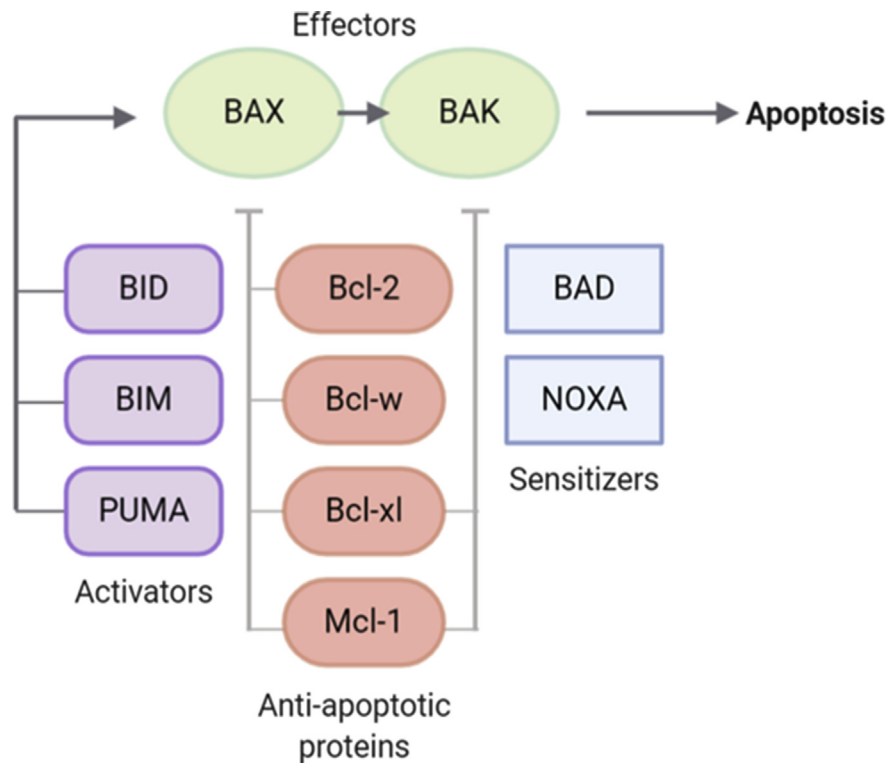 Effectors
BAX
BAK
Apoptosis
BID
Bcl-2
BAD
BIM
Bcl-w
NOXA
PUMA
Bcl-xl
Sensitizers
Activators
Mcl-1
Anti-apoptotic
proteins